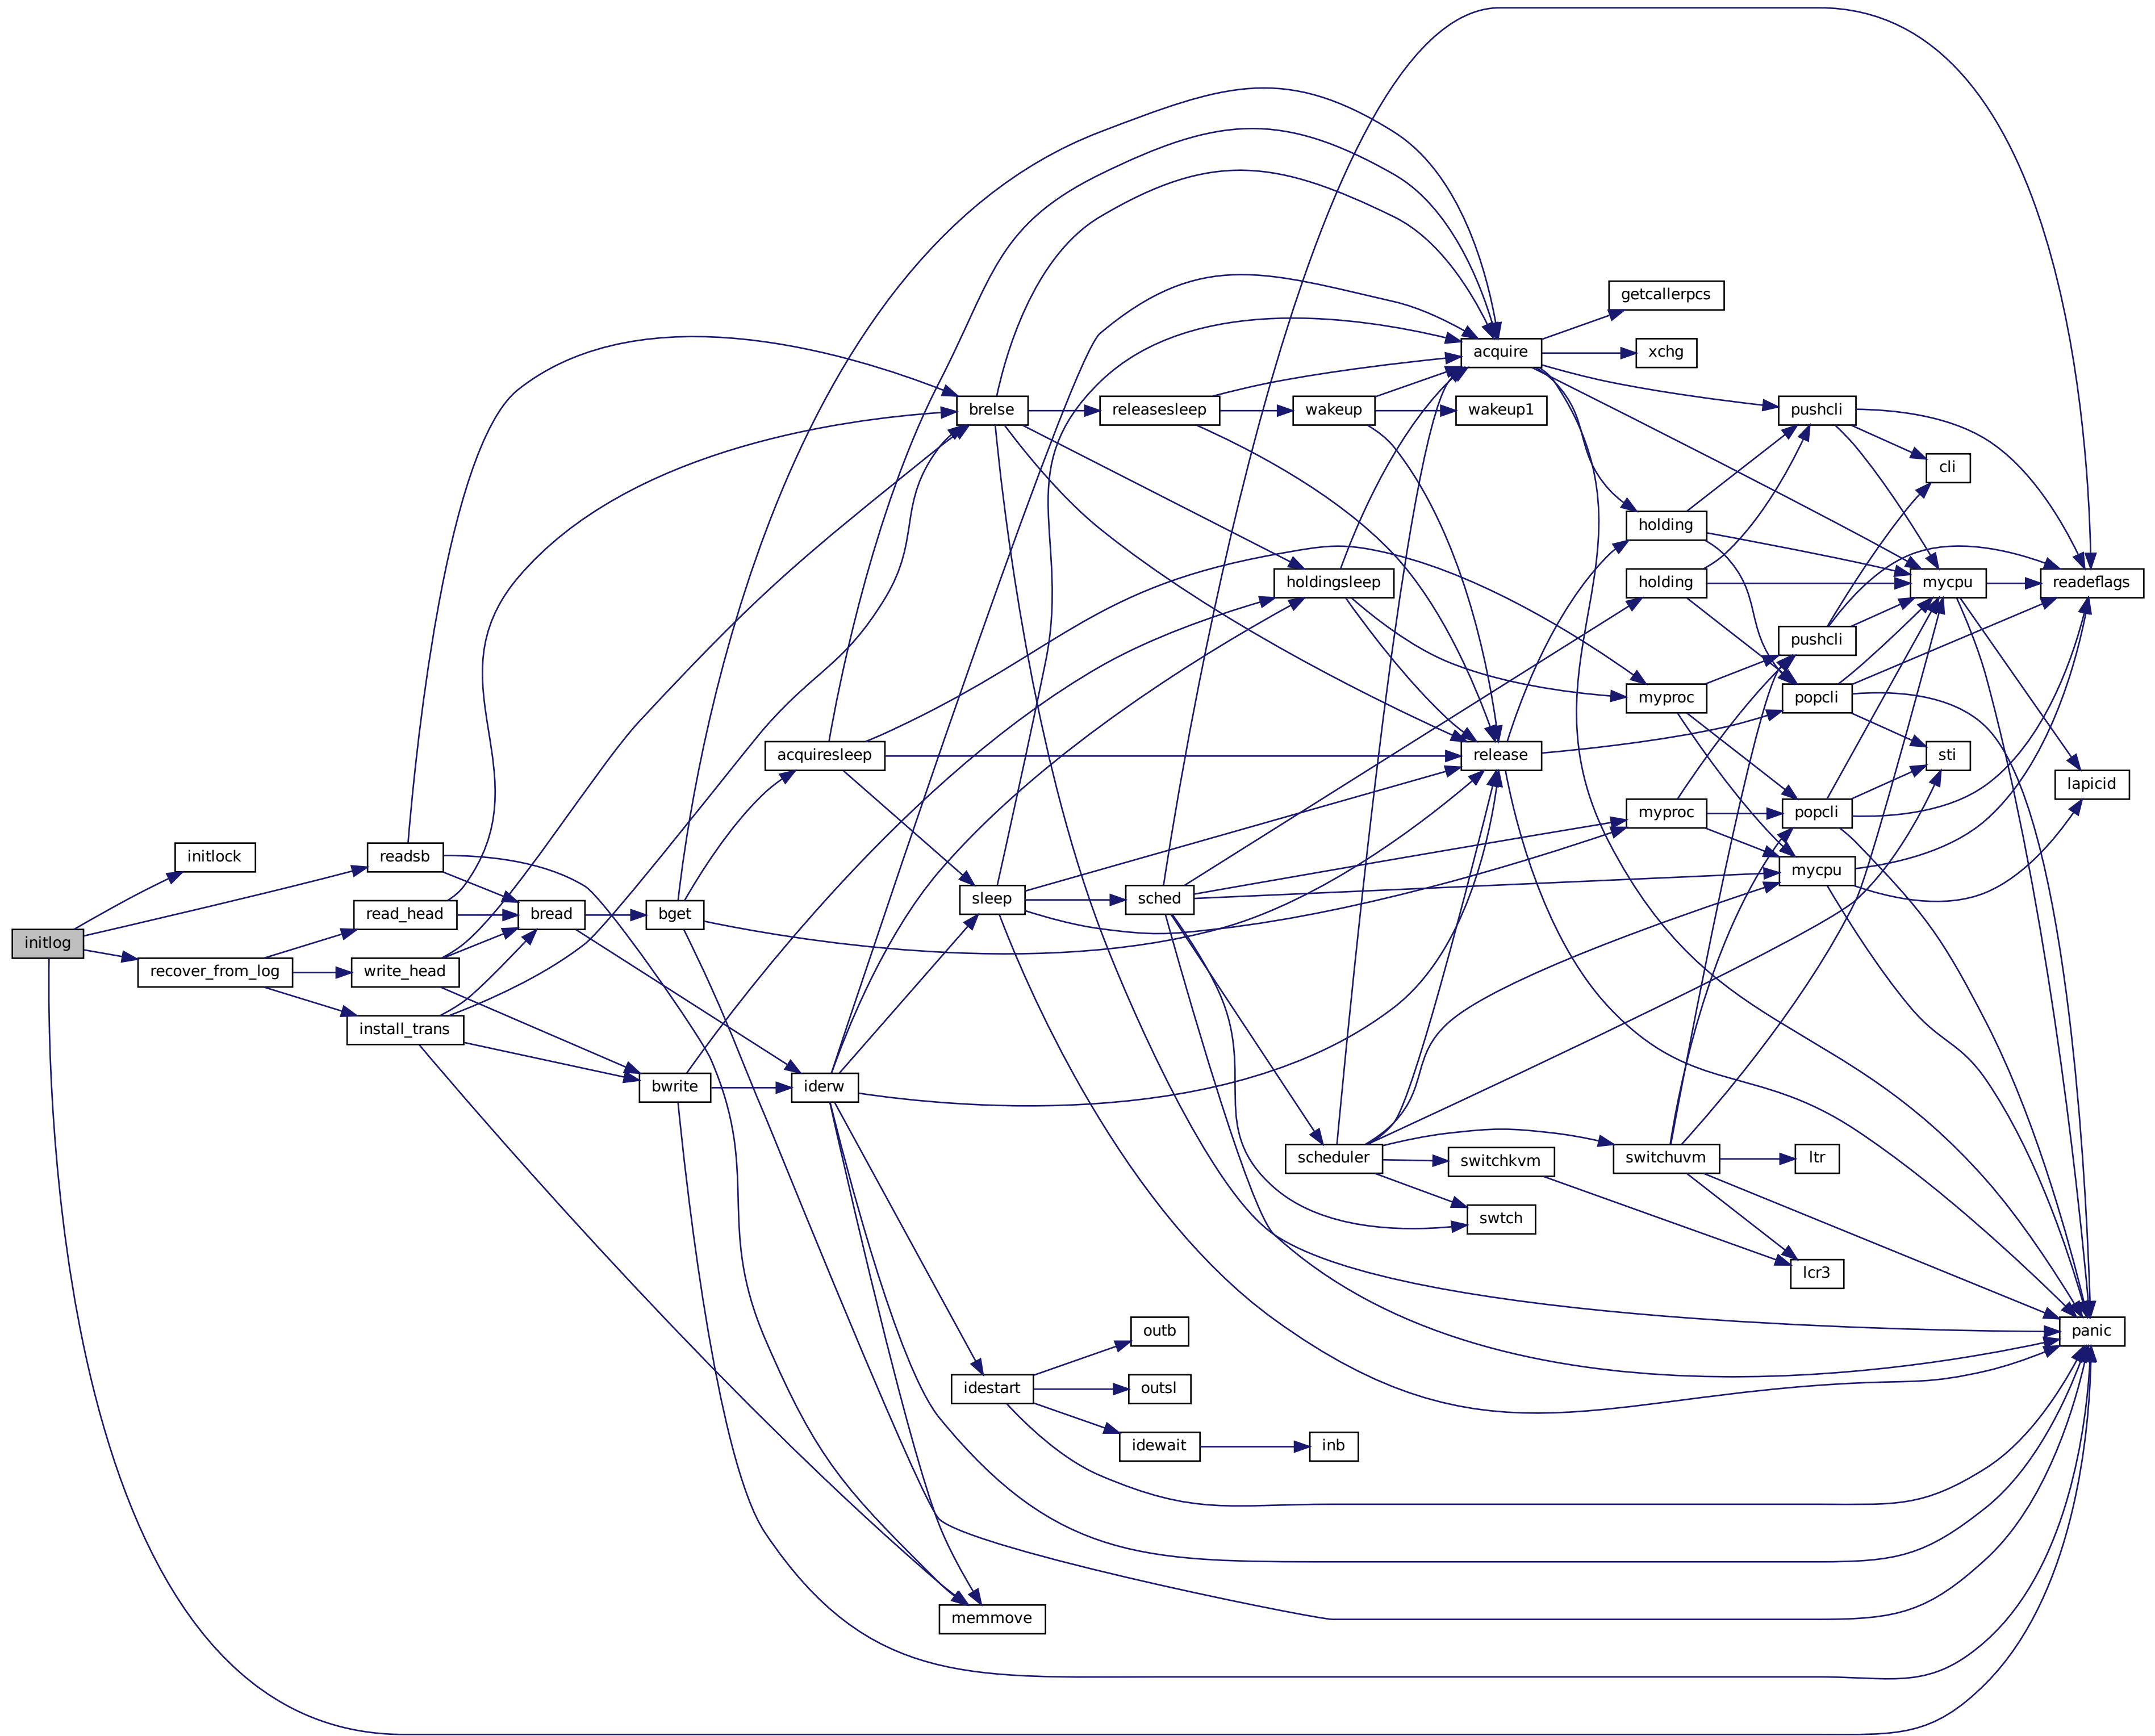 initlog
initlock
readsb
recover_from_log
read_head
write_head
install_trans
bread
bget
bwrite
acquiresleep
iderw
brelse
sleep
idestart
memmove
releasesleep
sched
outb
outsl
idewait
wakeup
holdingsleep
scheduler
inb
acquire
wakeup1
release
switchkvm
swtch
getcallerpcs
xchg
holding
holding
myproc
myproc
switchuvm
pushcli
pushcli
popcli
popcli
mycpu
ltr
lcr3
cli
mycpu
sti
readeflags
lapicid
panic